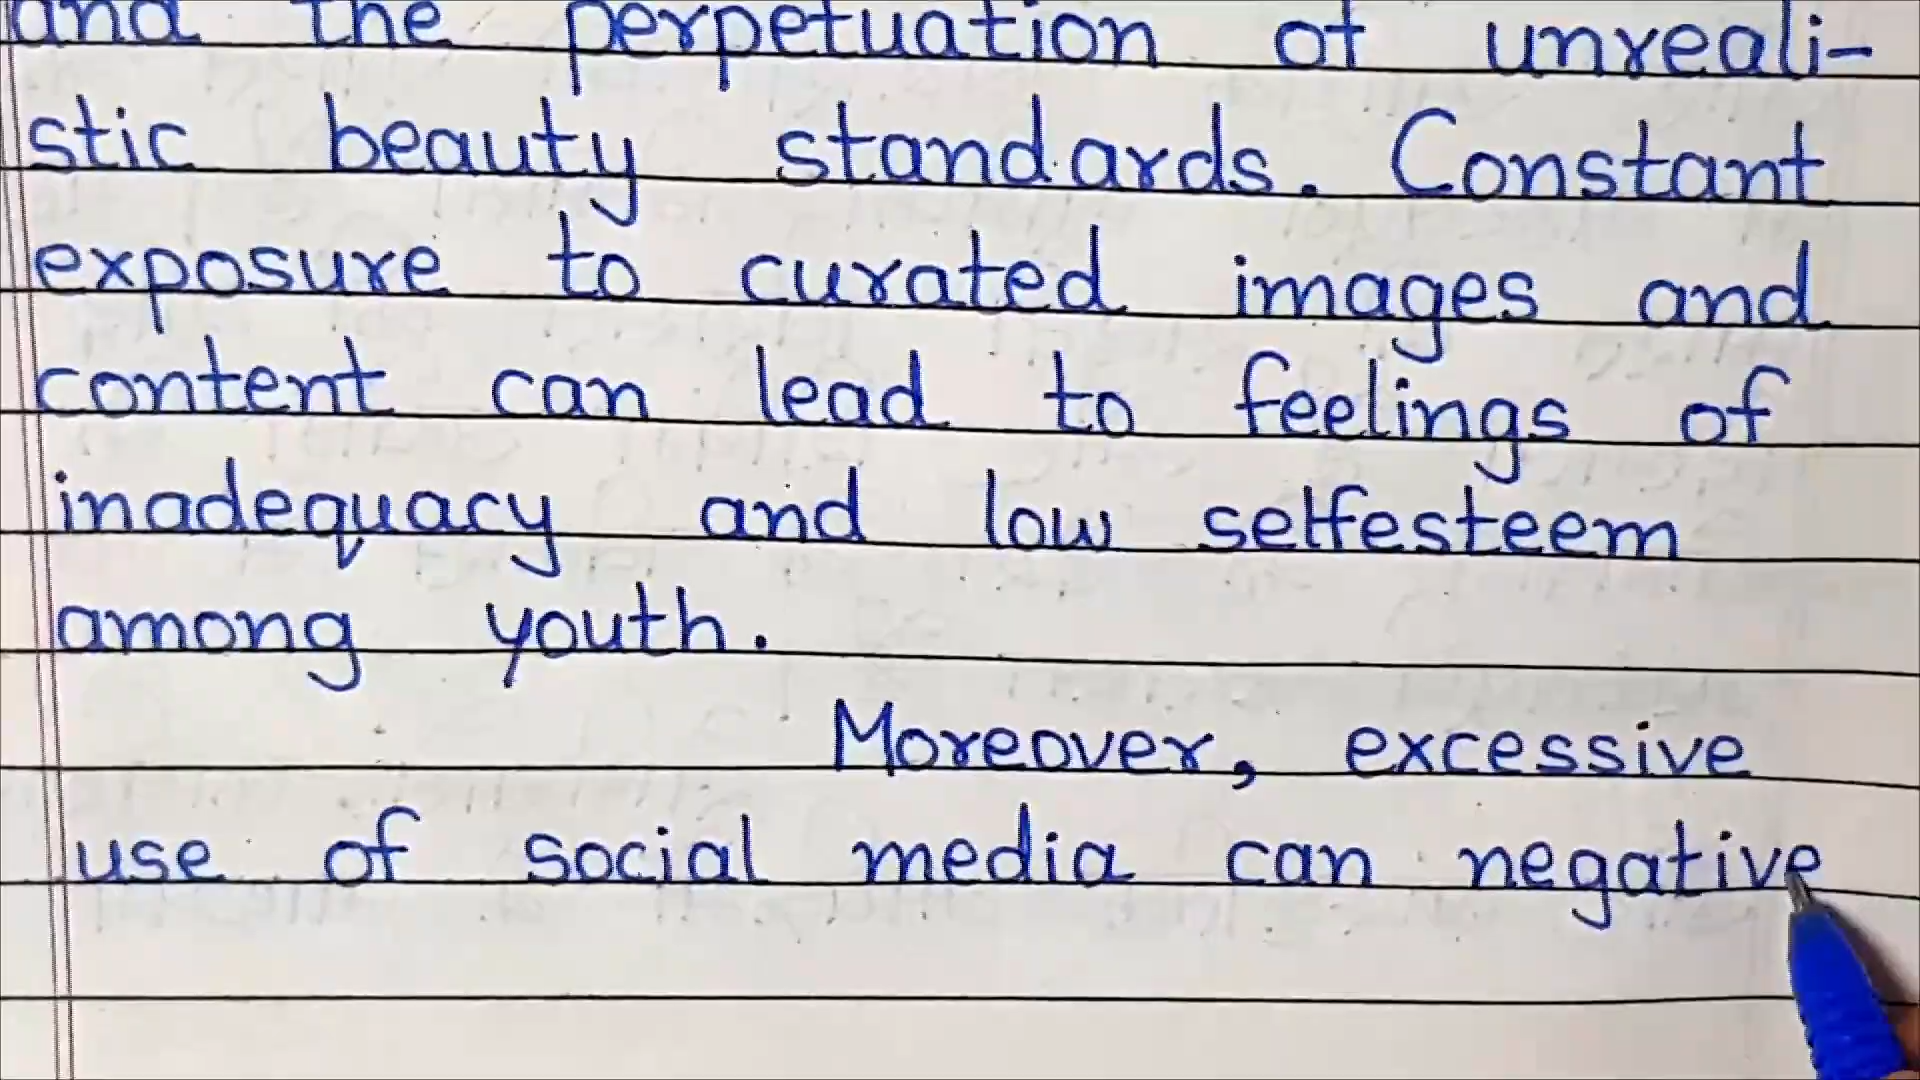 and the perpetuation of unreali-
stic beauty standards. Constant
exposure to curated images and
content can lead to feelings of
inadequacy and low selfesteem
among youth.
Moreover, excessive
use of social media can negative